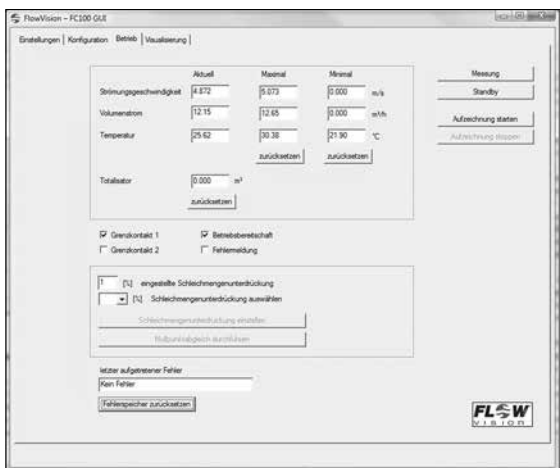 FlowVision – FC100 GUI
Einstellungen | Konfiguration | Betrieb | Visualisierung |
Aktuell Maximal Minimal
Strömungsgeschwindigkeit 4.872 5.073 0.000 m/s
Volumenstrom 12.15 12.65 0.000 m³/h
Temperatur 25.62 30.38 21.90 °C
zurücksetzen zurücksetzen
Totalisator 0.000 m³
zurücksetzen
Messung
Standby
Aufzeichnung starten
Aufzeichnung stoppen
Grenzkontakt 1 Betriebsbereitschaft
Grenzkontakt 2 Fehlermeldung
1 [%] eingestellte Schleichmengenunterdrückung
[%] Schleichmengenunterdrückung auswählen
Schleichmengenunterdrückung einstellen
Nullpunktabgleich durchführen
letzter aufgetretener Fehler
Kein Fehler
Fehlerspeicher zurücksetzen
FLOW
VISION